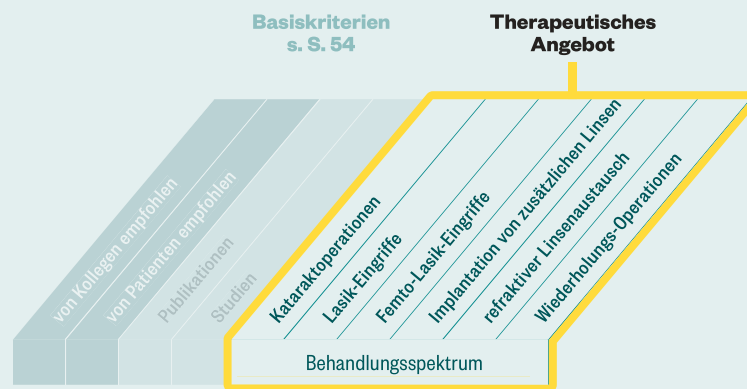 Basiskriterien
s. S. 54
Therapeutisches
Angebot
von Kollegen empfohlen
von Patienten empfohlen
Publikationen
Studien
Kataraktoperationen
Lasik-Eingriffe
Femto-Lasik-Eingriffe
Implantation von zusätzlichen Linsen
refraktiver Linsenaustausch
Wiederholungs-Operationen
Behandlungsspektrum